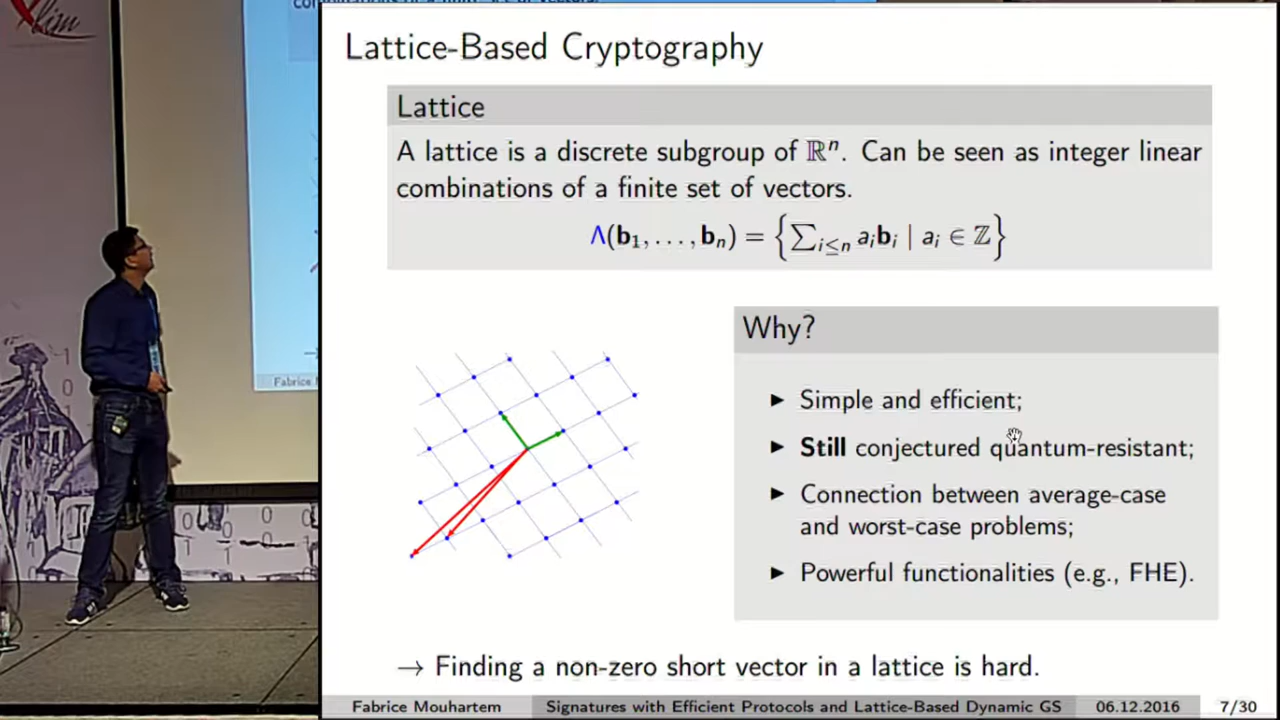 Lattice-Based Cryptography
Lattice
A lattice is a discrete subgroup of ℝⁿ. Can be seen as integer linear
combinations of a finite set of vectors.
Λ(b₁, . . . , bₙ) = {∑ᵢ≤ₙ aᵢbᵢ | aᵢ ∈ ℤ}
Why?
▶ Simple and efficient;
▶ Still conjectured quantum-resistant;
▶ Connection between average-case
and worst-case problems;
▶ Powerful functionalities (e.g., FHE).
→ Finding a non-zero short vector in a lattice is hard.
Fabrice Mouhartem Signatures with Efficient Protocols and Lattice-Based Dynamic GS 06.12.2016 7/30